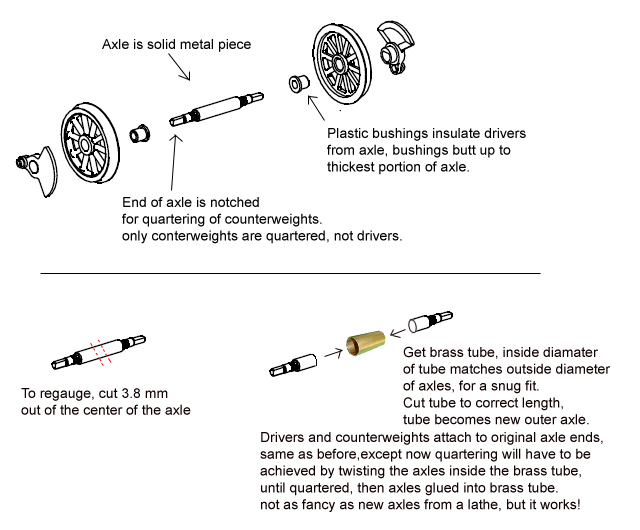 Axle is solid metal piece
Plastic bushings insulate drivers
from axle, bushings butt up to
thickest portion of axle.
End of axle is notched
for quartering of counterweights.
only conterweights are quartered, not drivers.
To regauge, cut 3.8 mm
out of the center of the axle
Get brass tube, inside diamater
of tube matches outside diameter
of axles, for a snug fit.
Cut tube to correct length,
tube becomes new outer axle.
Drivers and counterweights attach to original axle ends,
same as before,except now quartering will have to be
achieved by twisting the axles inside the brass tube,
until quartered, then axles glued into brass tube.
not as fancy as new axles from a lathe, but it works!